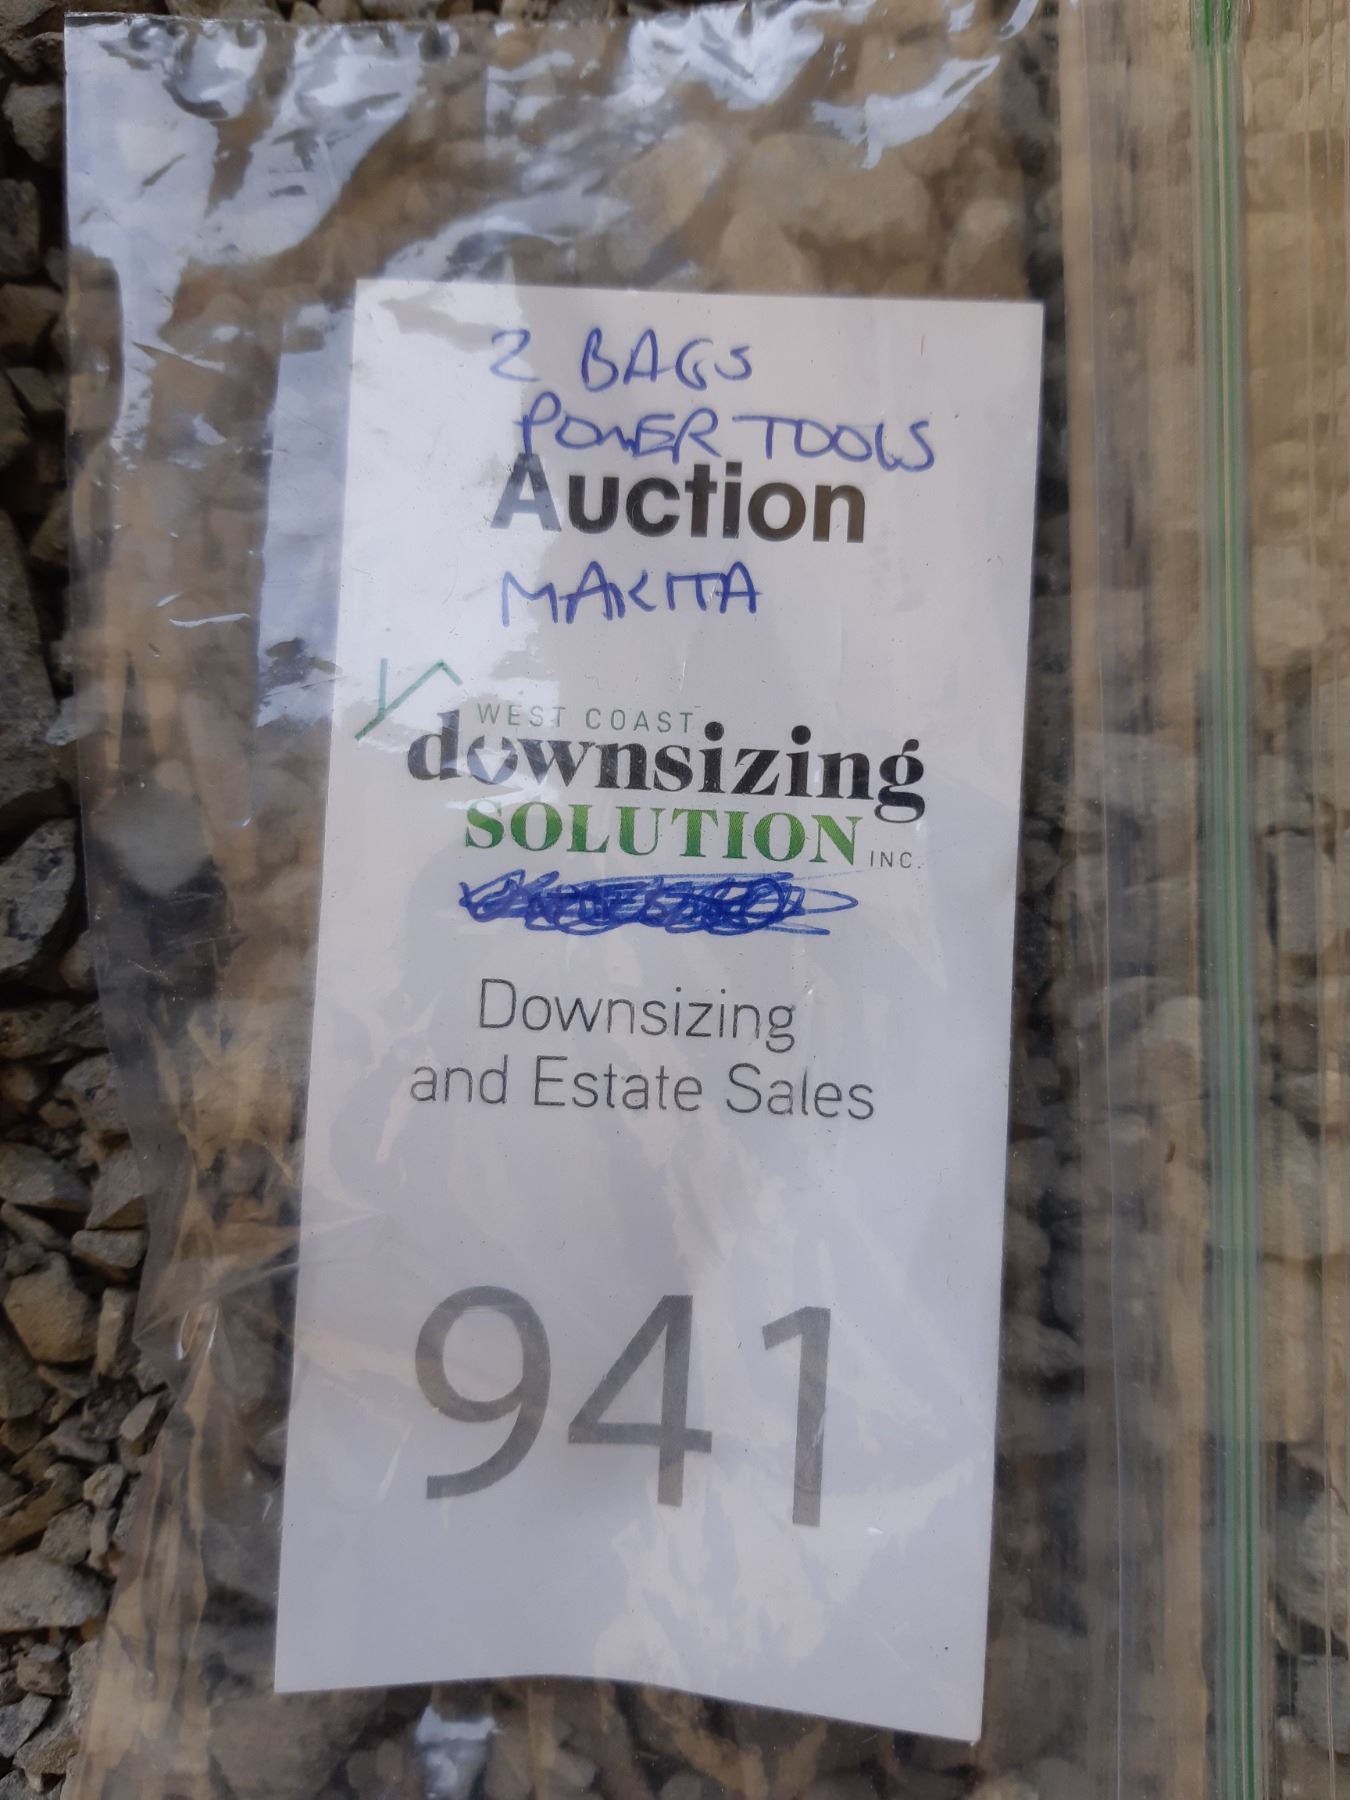 2 BAGS
POWER TOOLS
Auction
MAKITA
WEST COAST
downsizing
SOLUTION INC.
Downsizing
and Estate Sales
941